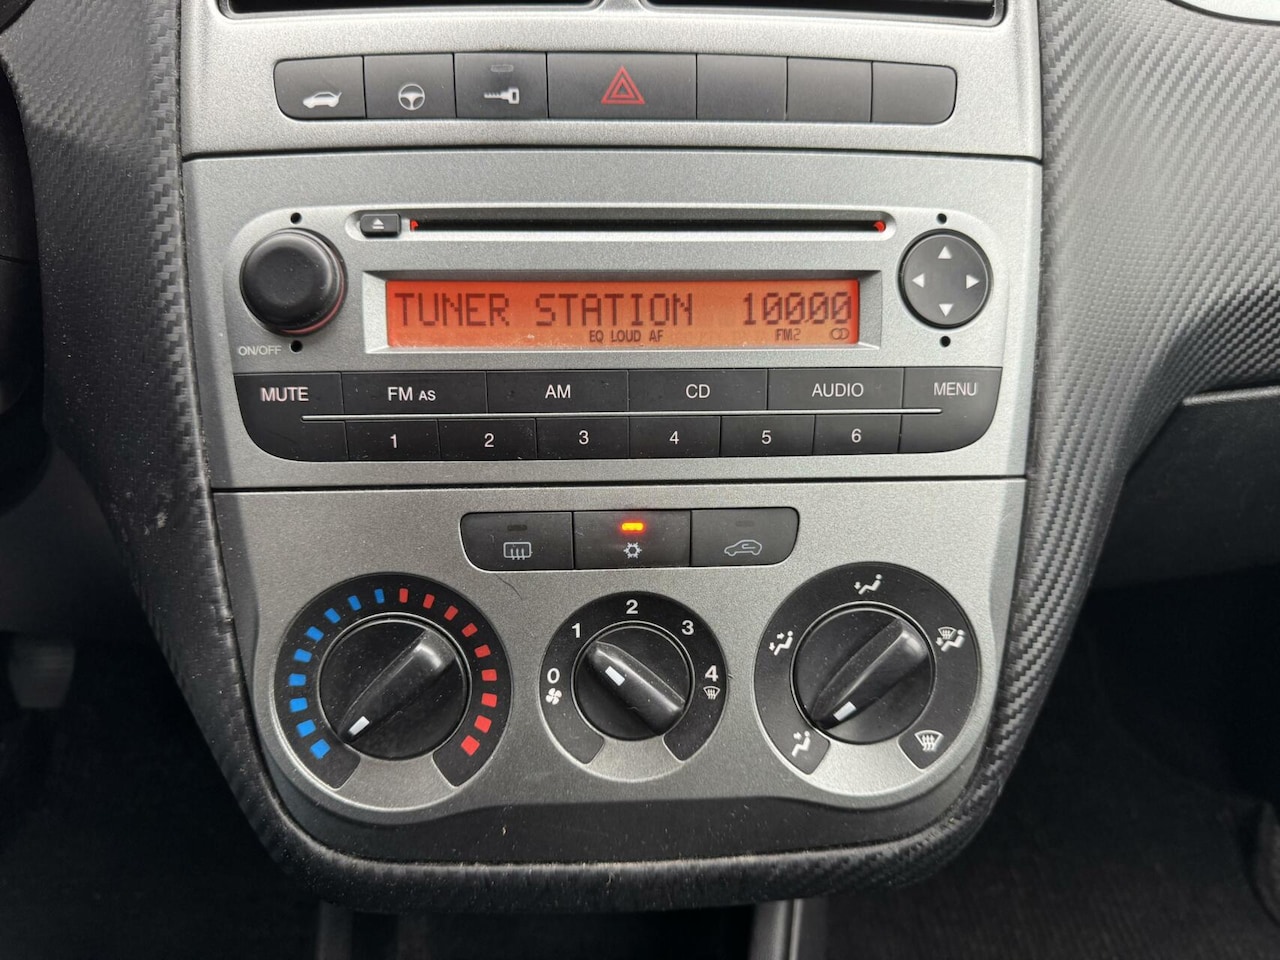 TUNER STATION 100.00
EQ LOUD AF FM2
ON/OFF
MUTE FM AS AM CD AUDIO MENU
1 2 3 4 5 6
0 1 2 3 4